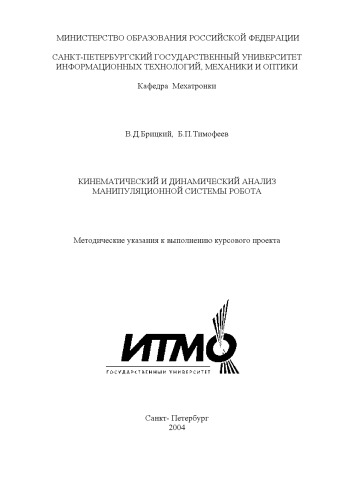 МИНИСТЕРСТВО ОБРАЗОВАНИЯ РОССИЙСКОЙ ФЕДЕРАЦИИ
САНКТ-ПЕТЕРБУРГСКИЙ ГОСУДАРСТВЕННЫЙ УНИВЕРСИТЕТ
ИНФОРМАЦИОННЫХ ТЕХНОЛОГИЙ, МЕХАНИКИ И ОПТИКИ
Кафедра Мехатроники
В.Д.Брицкий, Б.П.Тимофеев
КИНЕМАТИЧЕСКИЙ И ДИНАМИЧЕСКИЙ АНАЛИЗ
МАНИПУЛЯЦИОННОЙ СИСТЕМЫ РОБОТА
Методические указания к выполнению курсового проекта
ИТМО
ГОСУДАРСТВЕННЫЙ УНИВЕРСИТЕТ
Санкт- Петербург
2004